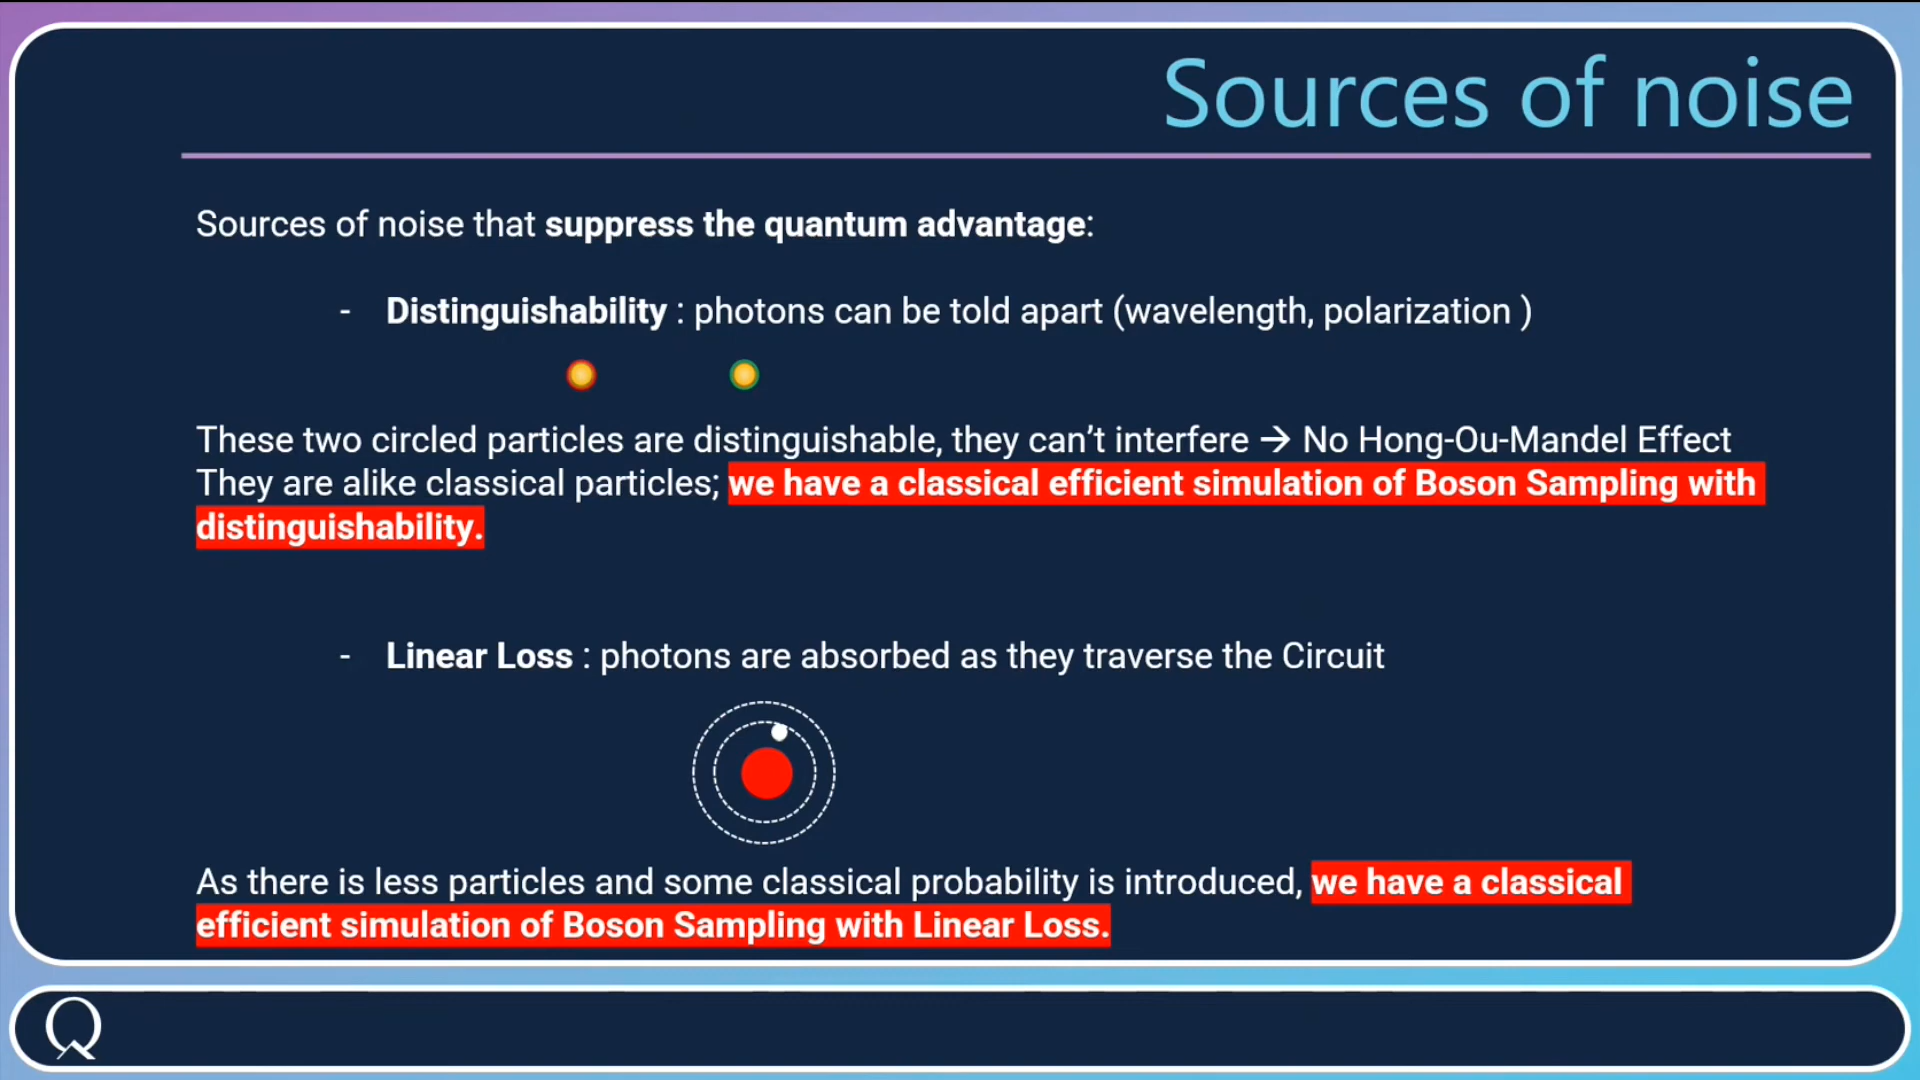 Sources of noise
Sources of noise that suppress the quantum advantage:
- Distinguishability : photons can be told apart (wavelength, polarization )
These two circled particles are distinguishable, they can’t interfere → No Hong-Ou-Mandel Effect
They are alike classical particles; we have a classical efficient simulation of Boson Sampling with
distinguishability.
- Linear Loss : photons are absorbed as they traverse the Circuit
As there is less particles and some classical probability is introduced, we have a classical
efficient simulation of Boson Sampling with Linear Loss.
Q